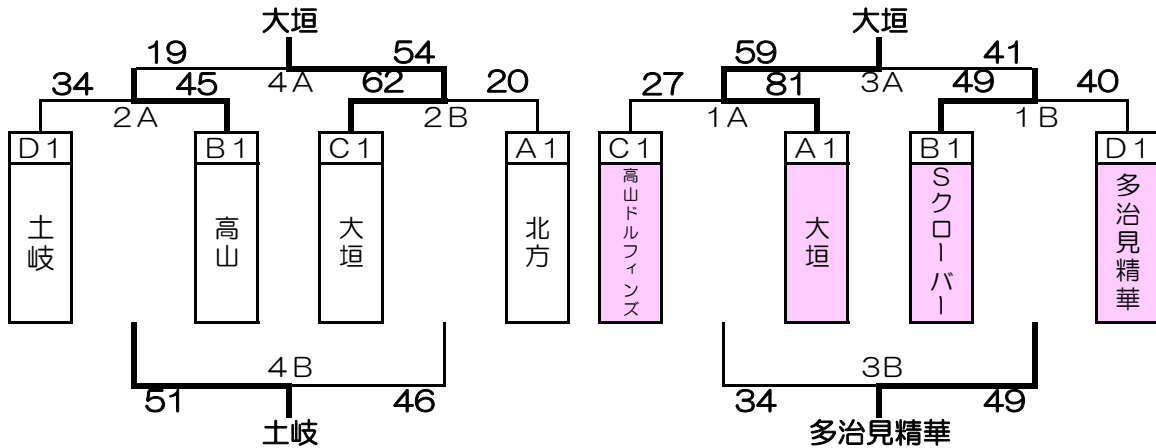 大垣 大垣
19 54 59 41
34 45 4A 62 20 27 81 3A 49 40
2A 2B 1A 1B
D1 B1 C1 A1 C1 A1 B1 D1
土岐
高山
大垣
北方
高山ドルフィンズ
大垣
Sクローバー
多治見精華
4B 3B
51 46 34 49
土岐 多治見精華